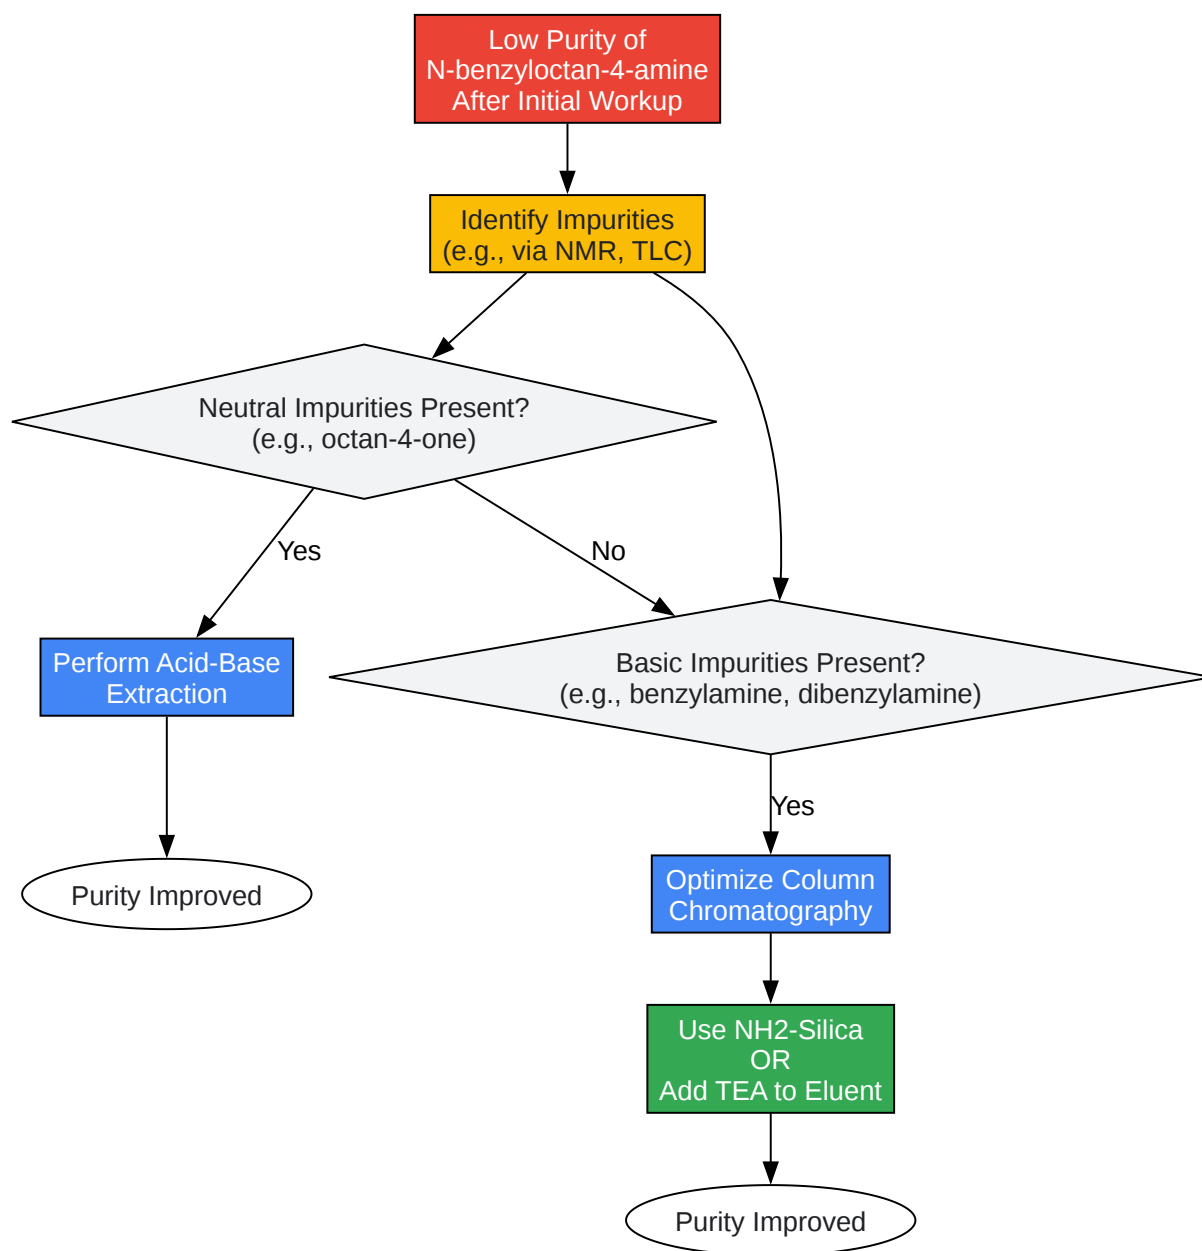 Low Purity of
N-benzyloctan-4-amine
After Initial Workup
Identify Impurities
(e.g., via NMR, TLC)
Neutral Impurities Present?
(e.g., octan-4-one)
Yes
No
Perform Acid-Base
Extraction
Basic Impurities Present?
(e.g., benzylamine, dibenzylamine)
Yes
Purity Improved
Optimize Column
Chromatography
Use NH2-Silica
OR
Add TEA to Eluent
Purity Improved